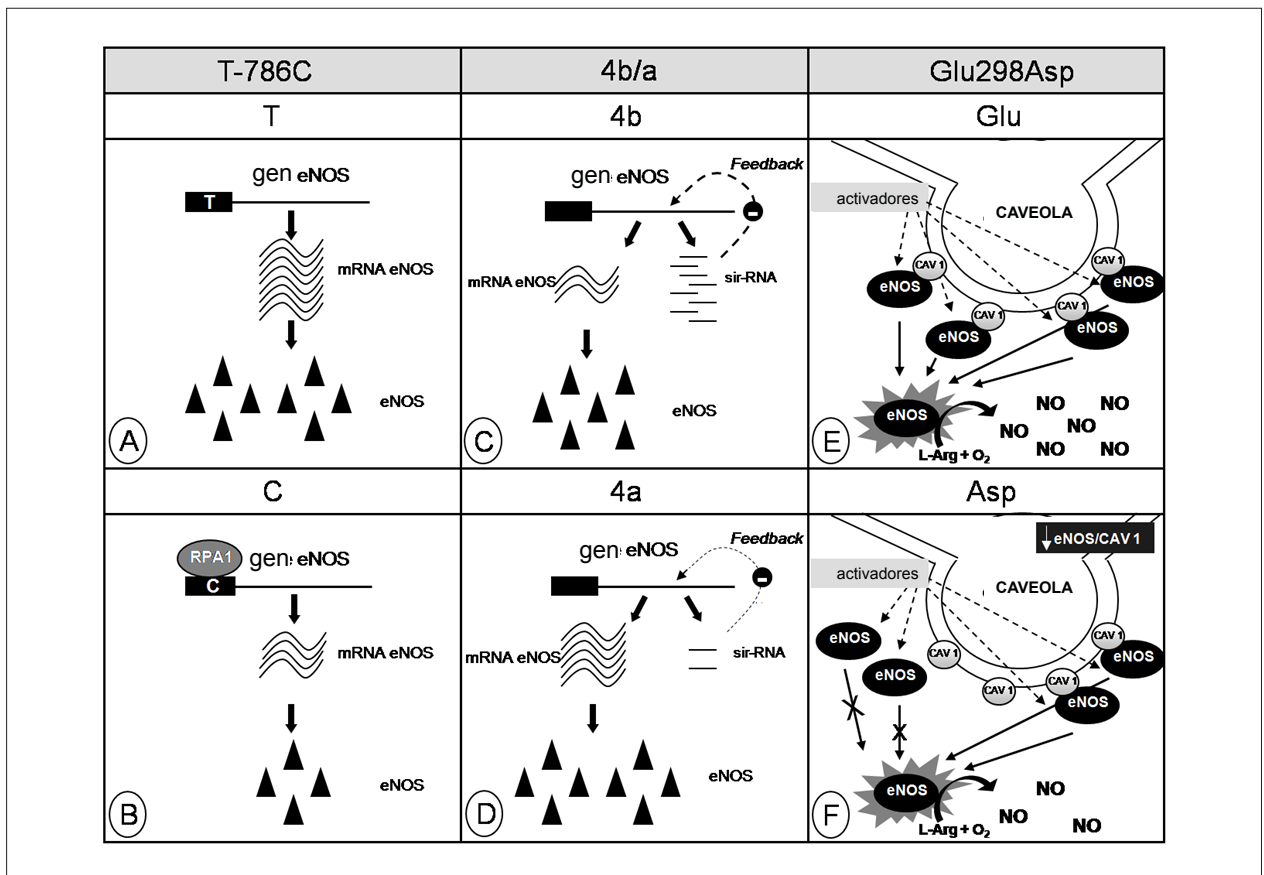 T-786C
4b/a
Glu298Asp
T
4b
Glu
gen eNOS
T
mRNA eNOS
eNOS
A
gen eNOS
Feedback
-
mRNA eNOS
sir-RNA
eNOS
C
activadores
CAVEOLA
CAV 1
CAV 1
CAV 1
CAV 1
eNOS
eNOS
eNOS
eNOS
eNOS
NO NO
NO NO
NO NO
L-Arg + O₂
E
C
4a
Asp
RPA1
gen eNOS
C
mRNA eNOS
eNOS
B
gen eNOS
Feedback
-
mRNA eNOS
sir-RNA
eNOS
D
↓ eNOS/CAV 1
activadores
CAVEOLA
eNOS
CAV 1
CAV 1
eNOS
eNOS
CAV 1
CAV 1
eNOS
eNOS
NO
NO
NO
L-Arg + O₂
F